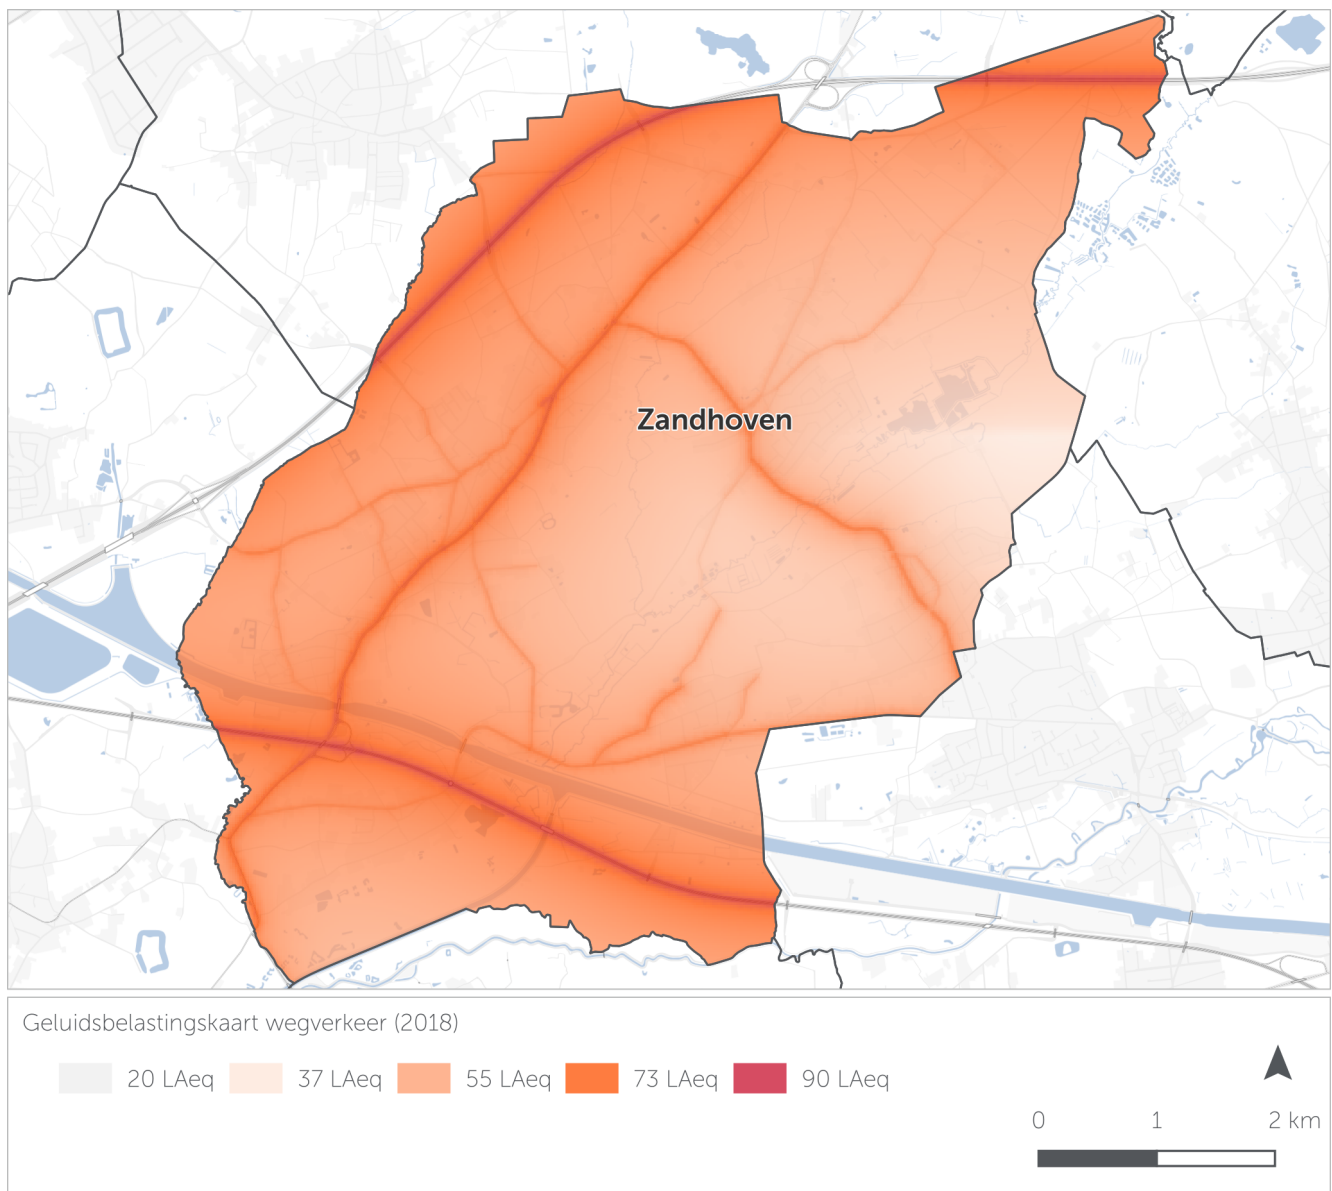 Zandhoven
Geluidsbelastingskaart wegverkeer (2018)
20 LAeq 37 LAeq 55 LAeq 73 LAeq 90 LAeq
0 1 2 km